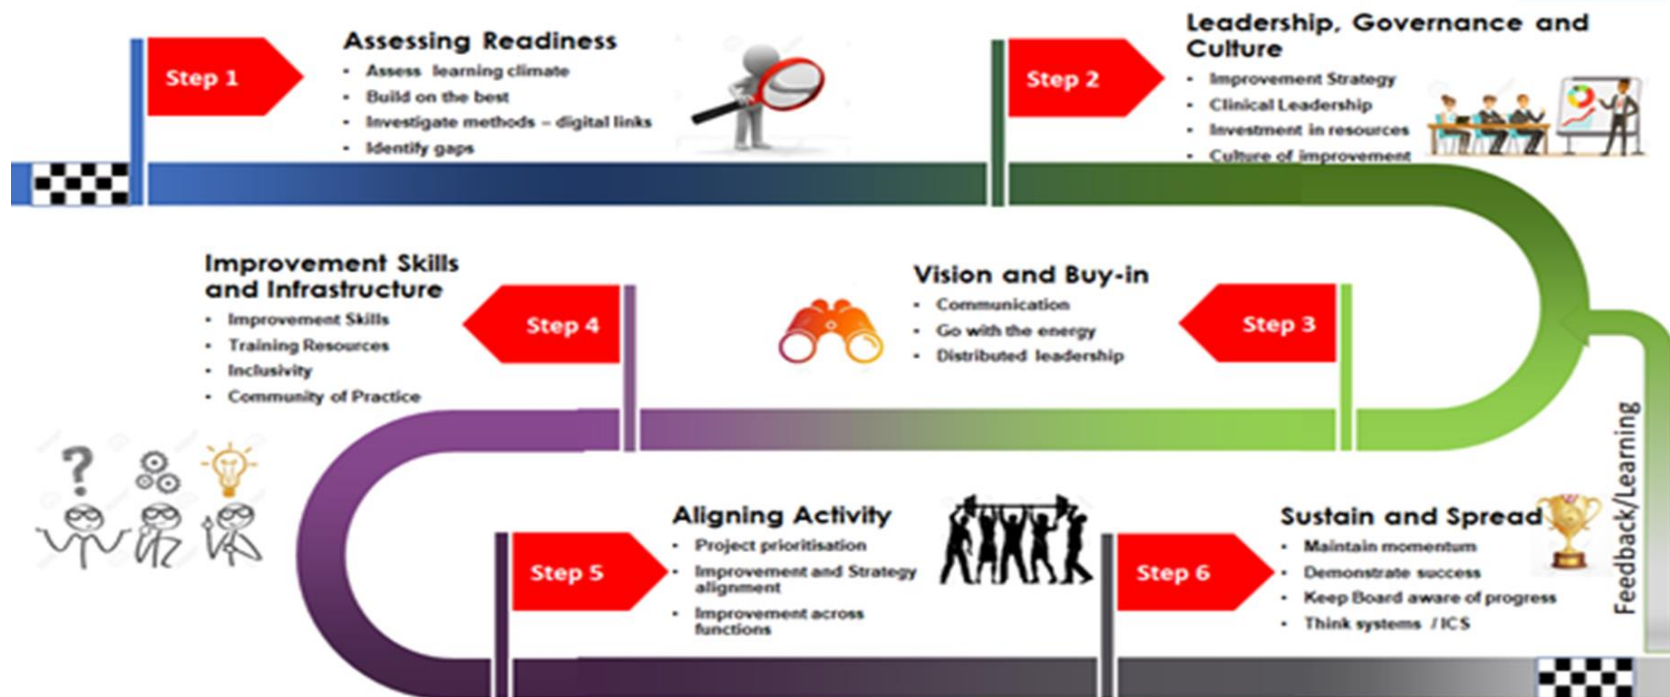 Step 1
Assessing Readiness
• Assess learning climate
• Build on the best
• Investigate methods – digital links
• Identify gaps
Step 2
Leadership, Governance and
Culture
• Improvement Strategy
• Clinical Leadership
• Investment in resources
• Culture of improvement
Step 3
Vision and Buy-in
• Communication
• Go with the energy
• Distributed leadership
Step 4
Improvement Skills
and Infrastructure
• Improvement Skills
• Training Resources
• Inclusivity
• Community of Practice
?
Step 5
Aligning Activity
• Project prioritisation
• Improvement and Strategy
alignment
• Improvement across
functions
Step 6
Sustain and Spread
• Maintain momentum
• Demonstrate success
• Keep Board aware of progress
• Think systems / ICS
Feedback/Learning